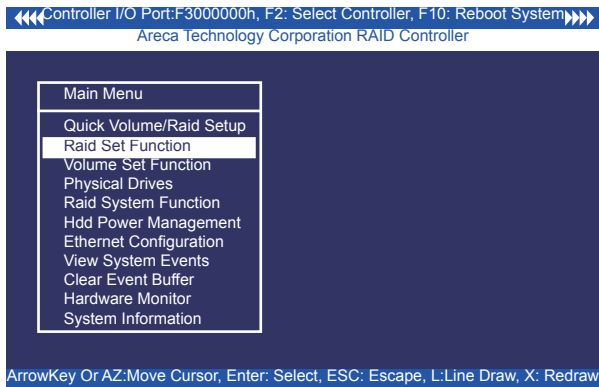 Controller I/O Port:F3000000h, F2: Select Controller, F10: Reboot System
Areca Technology Corporation RAID Controller
Main Menu
Quick Volume/Raid Setup
Raid Set Function
Volume Set Function
Physical Drives
Raid System Function
Hdd Power Management
Ethernet Configuration
View System Events
Clear Event Buffer
Hardware Monitor
System Information
ArrowKey Or AZ:Move Cursor, Enter: Select, ESC: Escape, L:Line Draw, X: Redraw